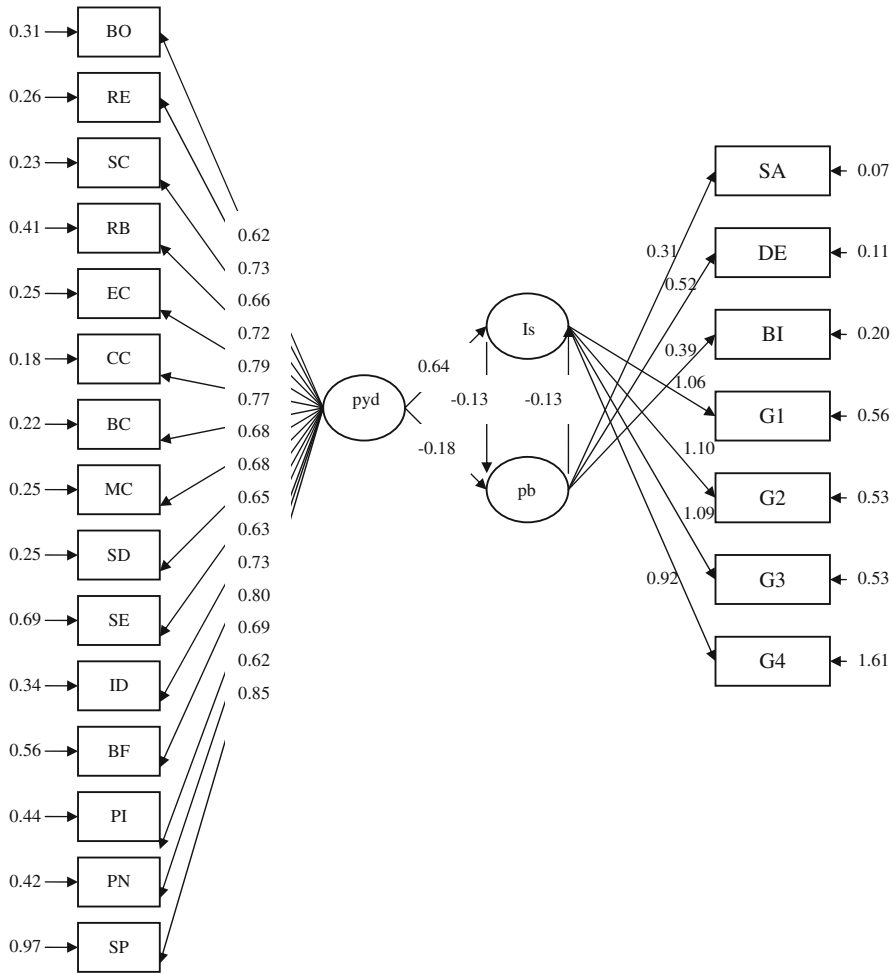 0.31 BO
0.26 RE
0.23 SC
0.41 RB
0.25 EC
0.18 CC
0.22 BC
0.25 MC
0.25 SD
0.69 SE
0.34 ID
0.56 BF
0.44 PI
0.42 PN
0.97 SP
0.62
0.73
0.66
0.72
0.79
0.77
0.68
0.68
0.65
0.63
0.73
0.80
0.69
0.62
0.85
pyd
0.64
-0.18
Is
-0.13 -0.13
pb
0.31
0.52
0.39
1.06
1.10
1.09
0.92
SA 0.07
DE 0.11
BI 0.20
G1 0.56
G2 0.53
G3 0.53
G4 1.61